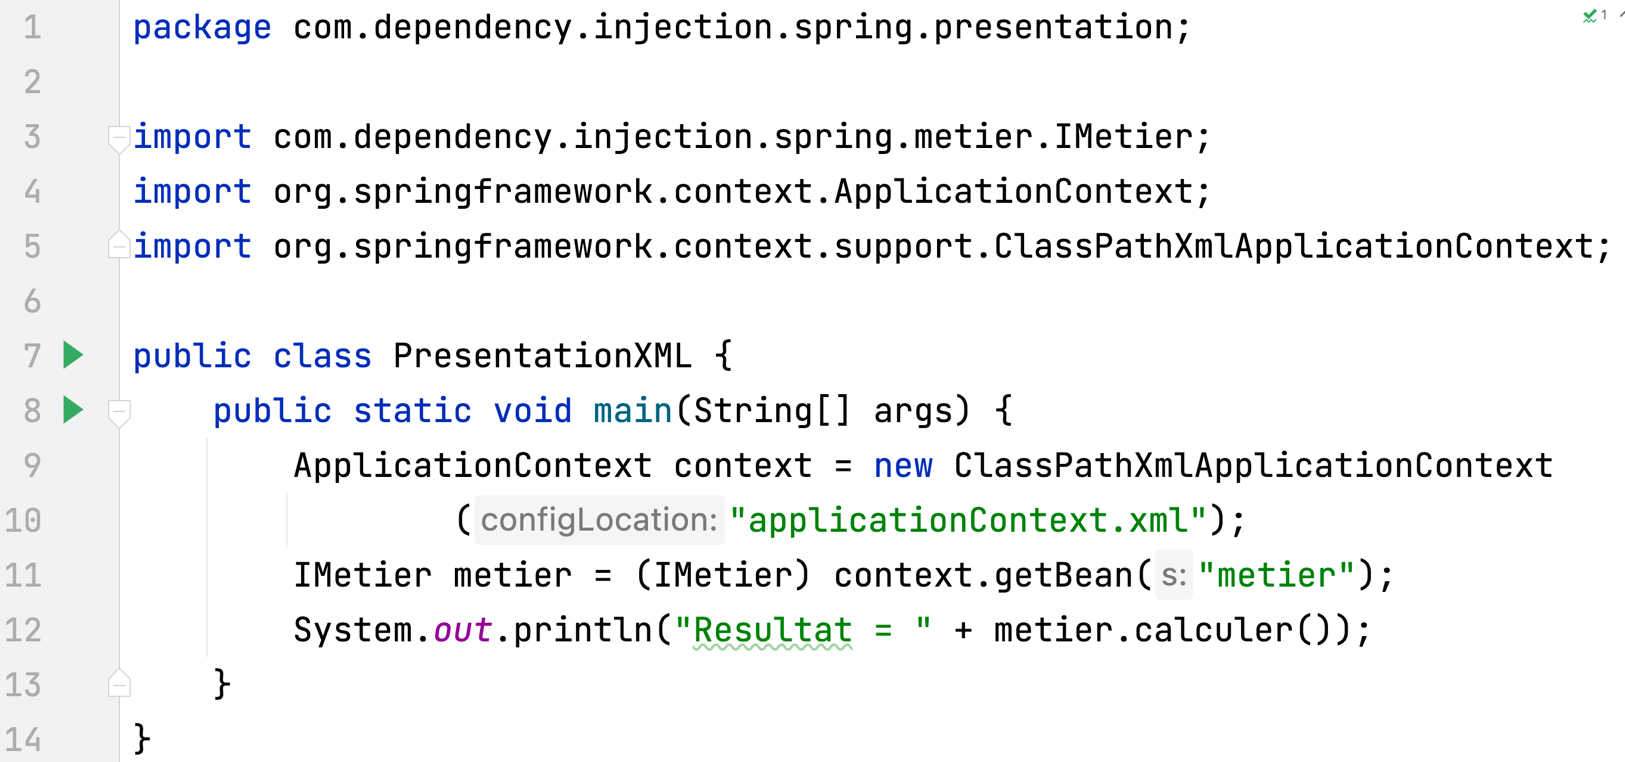 1 package com.dependency.injection.spring.presentation;
2
3 import com.dependency.injection.spring.metier.IMetier;
4 import org.springframework.context.ApplicationContext;
5 import org.springframework.context.support.ClassPathXmlApplicationContext;
6
7 public class PresentationXML {
8 public static void main(String[] args) {
9 ApplicationContext context = new ClassPathXmlApplicationContext
10 ( configLocation: "applicationContext.xml");
11 IMetier metier = (IMetier) context.getBean( s: "metier");
12 System.out.println("Resultat = " + metier.calculer());
13 }
14 }
1